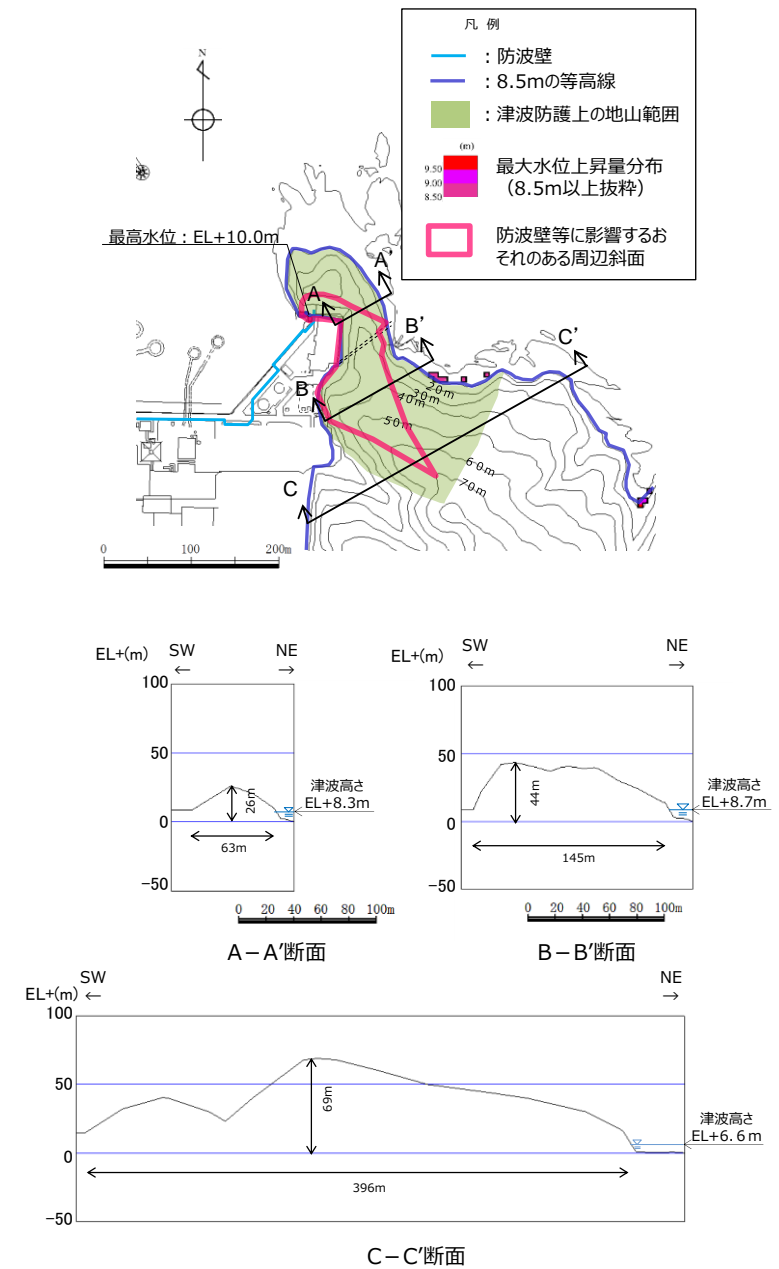 凡 例
：防波壁
：8.5mの等高線
：津波防護上の地山範囲
(m)
9.50
9.00
8.50
最大水位上昇量分布
（8.5m以上抜粋）
防波壁等に影響するお
それのある周辺斜面
N
最高水位：EL+10.0m
A
A'
B
B'
C
C'
20m
30m
40m
50m
60m
70m
0 100 200m
SW
←
NE
→
EL+(m)
100
50
0
−50
26m
63m
津波高さ
EL+8.3m
0 20 40 60 80 100m
A−A'断面
SW
←
NE
→
EL+(m)
100
50
0
−50
44m
145m
津波高さ
EL+8.7m
0 20 40 60 80 100m
B−B'断面
SW
←
NE
→
EL+(m)
100
50
0
−50
69m
396m
津波高さ
EL+6.6m
C−C'断面